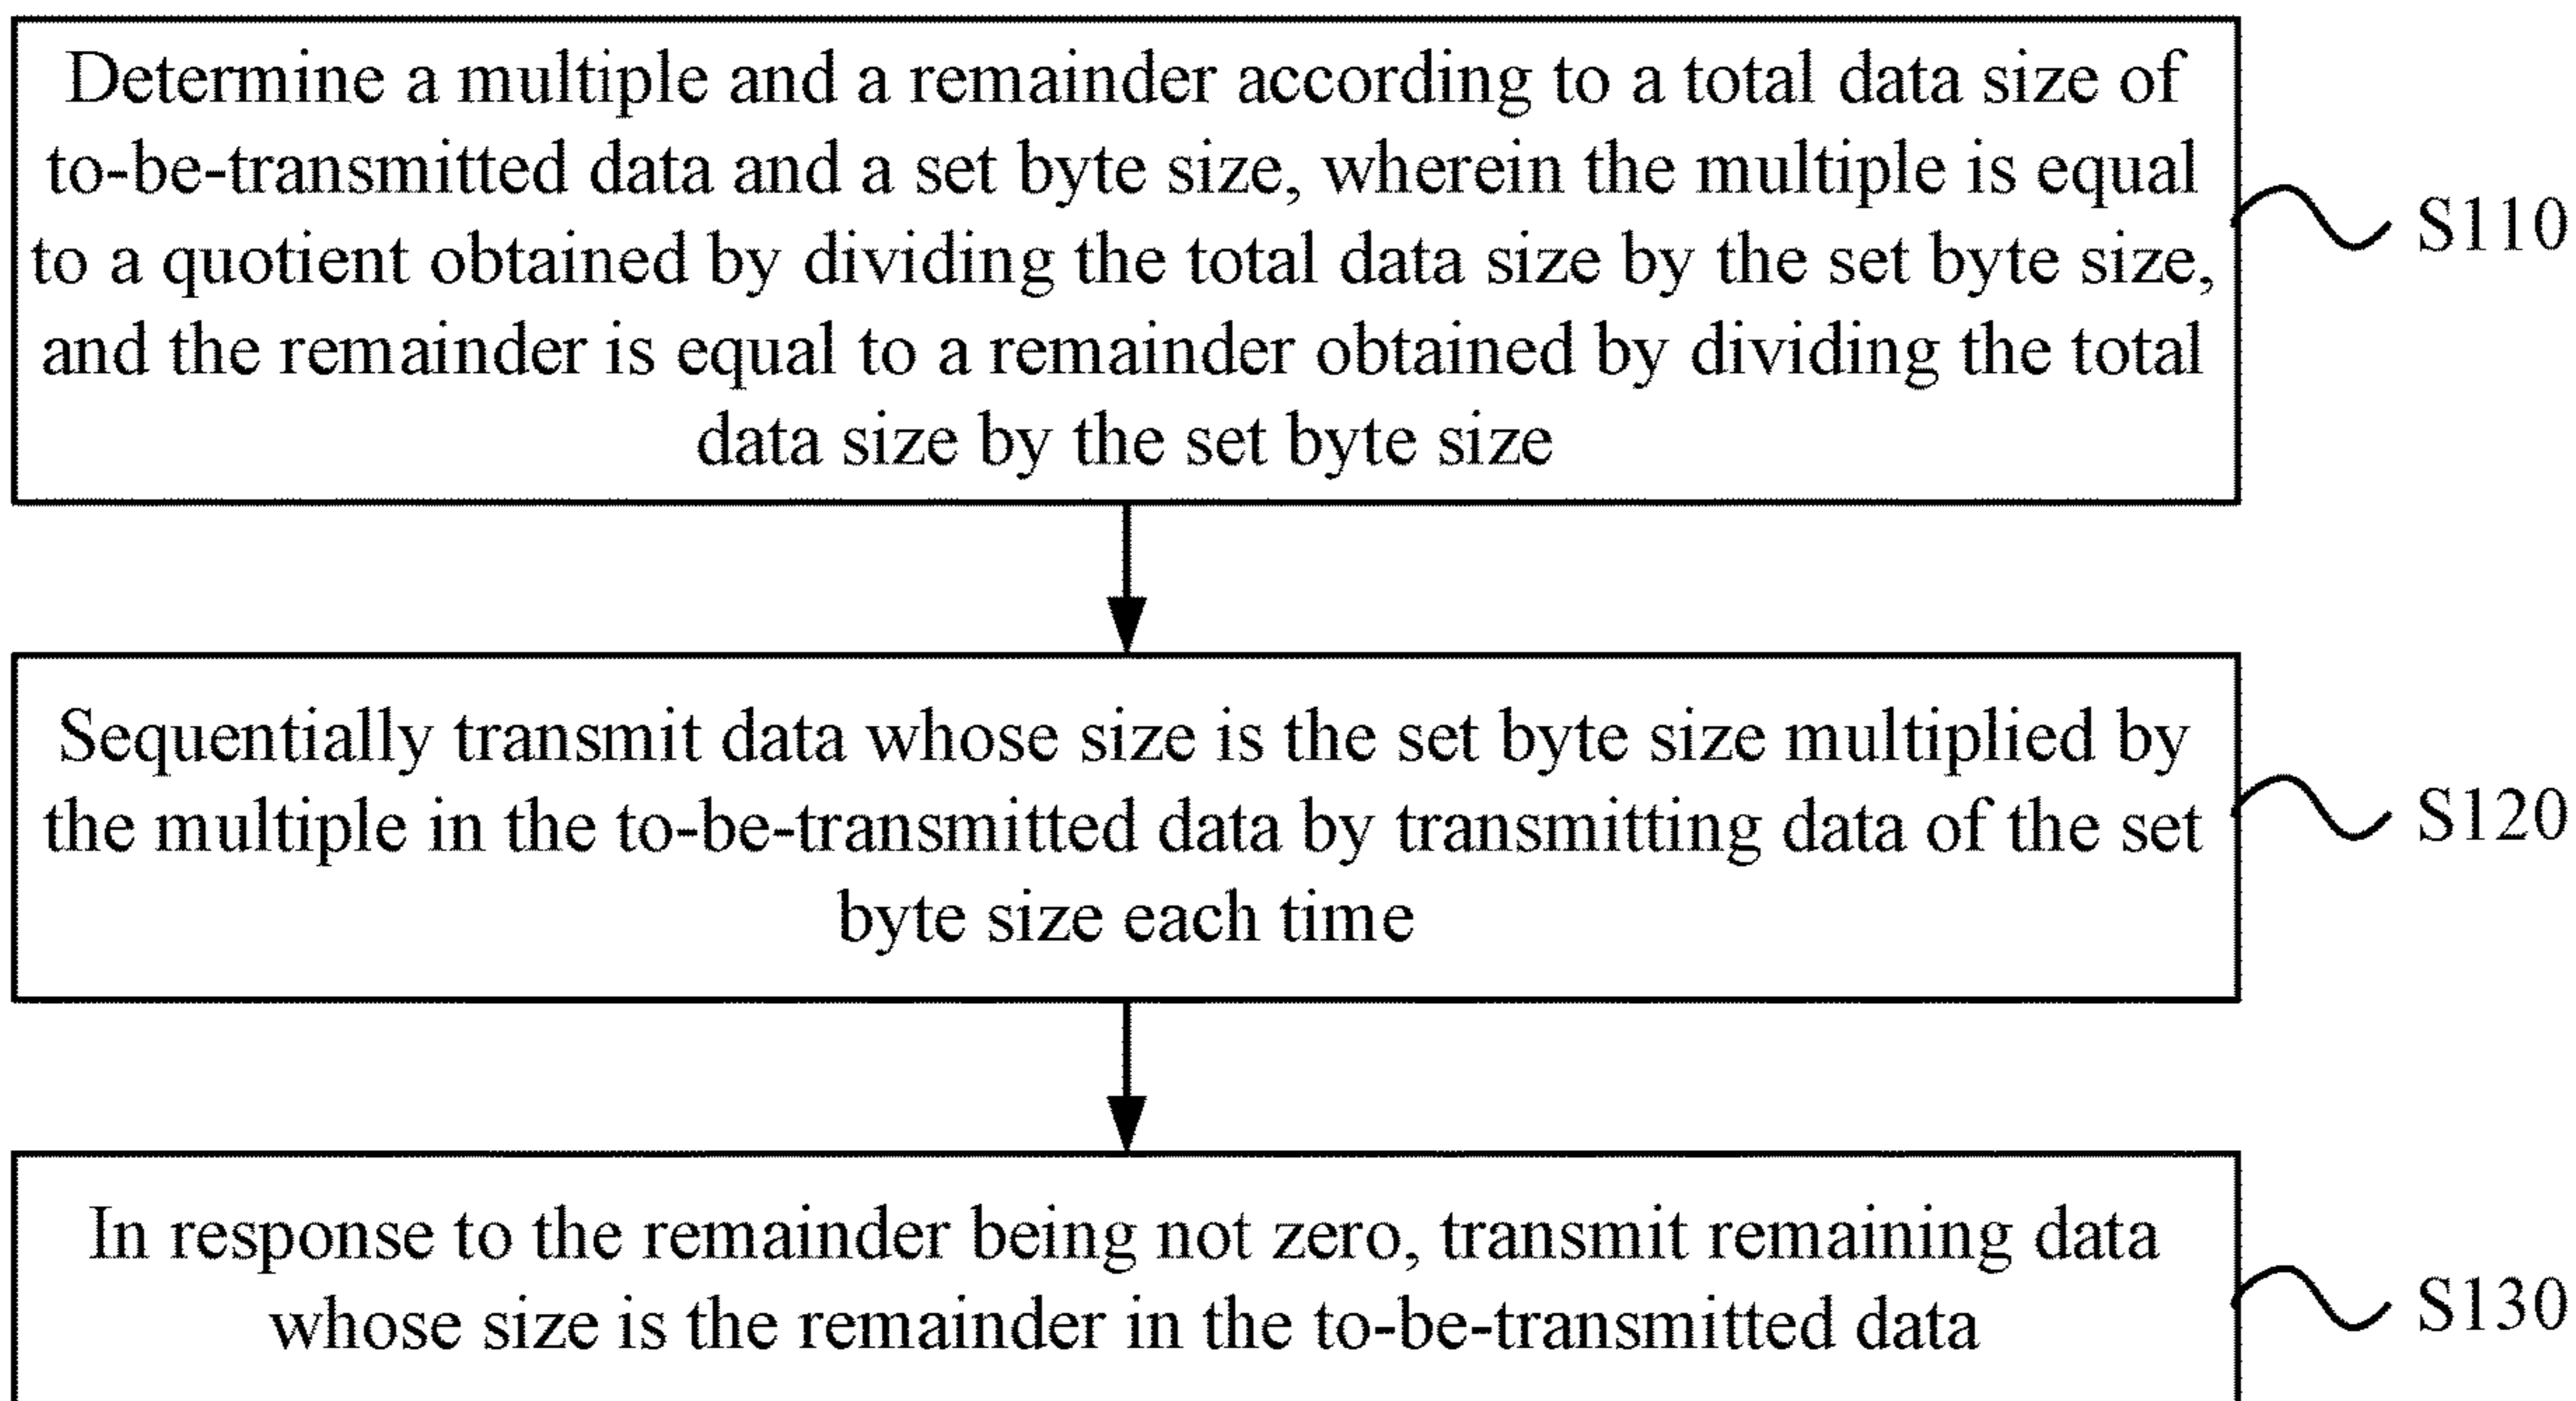 Determine a multiple and a remainder according to a total data size of
to-be-transmitted data and a set byte size, wherein the multiple is equal
to a quotient obtained by dividing the total data size by the set byte size,
and the remainder is equal to a remainder obtained by dividing the total
data size by the set byte size
S110
Sequentially transmit data whose size is the set byte size multiplied by
the multiple in the to-be-transmitted data by transmitting data of the set
byte size each time
S120
In response to the remainder being not zero, transmit remaining data
whose size is the remainder in the to-be-transmitted data
S130